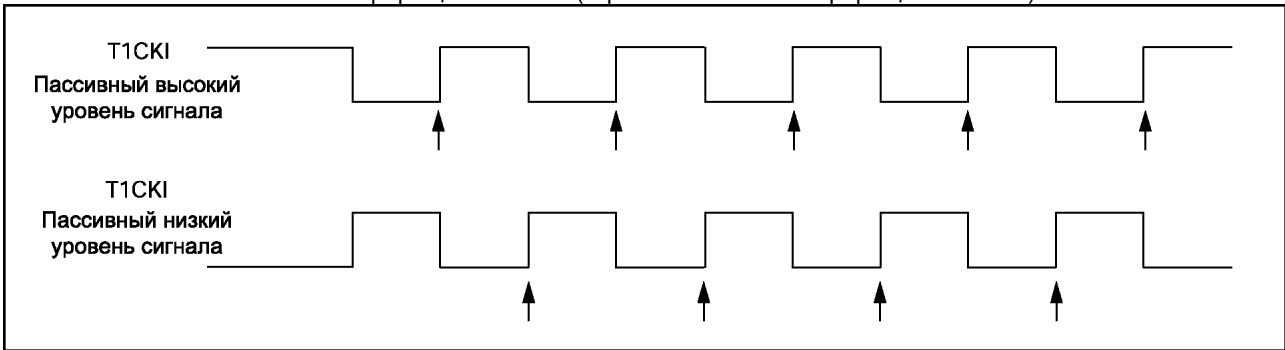 T1CKI
Пассивный высокий
уровень сигнала
T1CKI
Пассивный низкий
уровень сигнала